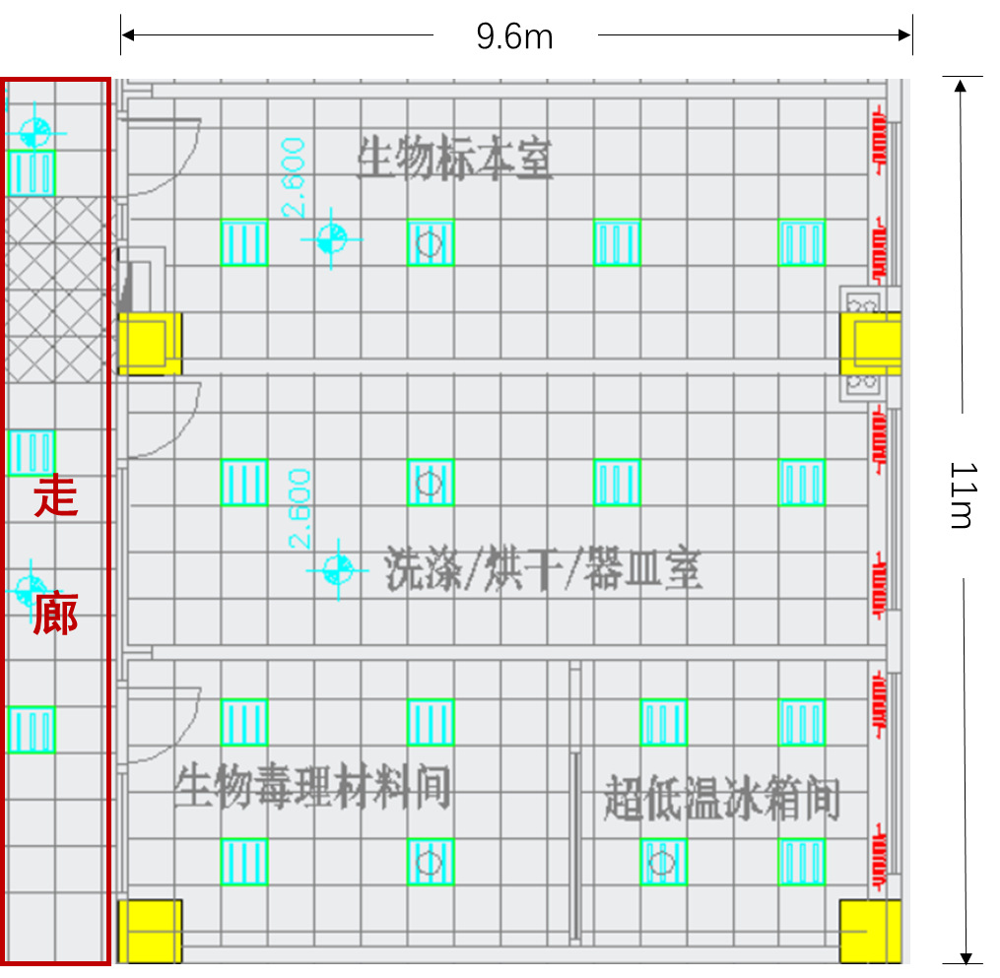 9.6m
生物标本室
2.600
11m
走廊
2.600
洗涤/烘干/器皿室
生物毒理材料间
超低温冰箱间